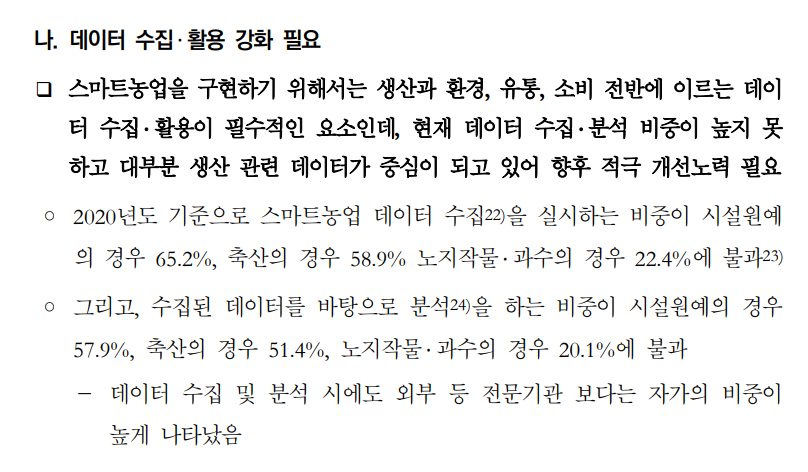 나. 데이터 수집·활용 강화 필요
❏ 스마트농업을 구현하기 위해서는 생산과 환경, 유통, 소비 전반에 이르는 데이
터 수집·활용이 필수적인 요소인데, 현재 데이터 수집·분석 비중이 높지 못
하고 대부분 생산 관련 데이터가 중심이 되고 있어 향후 적극 개선노력 필요
○ 2020년도 기준으로 스마트농업 데이터 수집22)을 실시하는 비중이 시설원예
의 경우 65.2%, 축산의 경우 58.9% 노지작물·과수의 경우 22.4%에 불과23)
○ 그리고, 수집된 데이터를 바탕으로 분석24)을 하는 비중이 시설원예의 경우
57.9%, 축산의 경우 51.4%, 노지작물·과수의 경우 20.1%에 불과
− 데이터 수집 및 분석 시에도 외부 등 전문기관 보다는 자가의 비중이
높게 나타났음